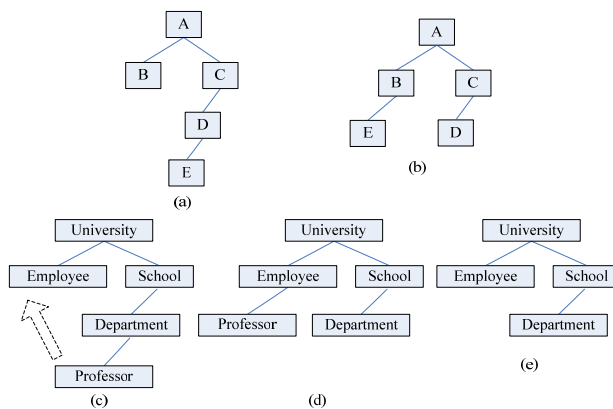 A
B
C
D
E
(a)
A
B
C
E
D
(b)
University
Employee
School
Department
Professor
(c)
University
Employee
School
Professor
Department
(d)
University
Employee
School
Department
(e)